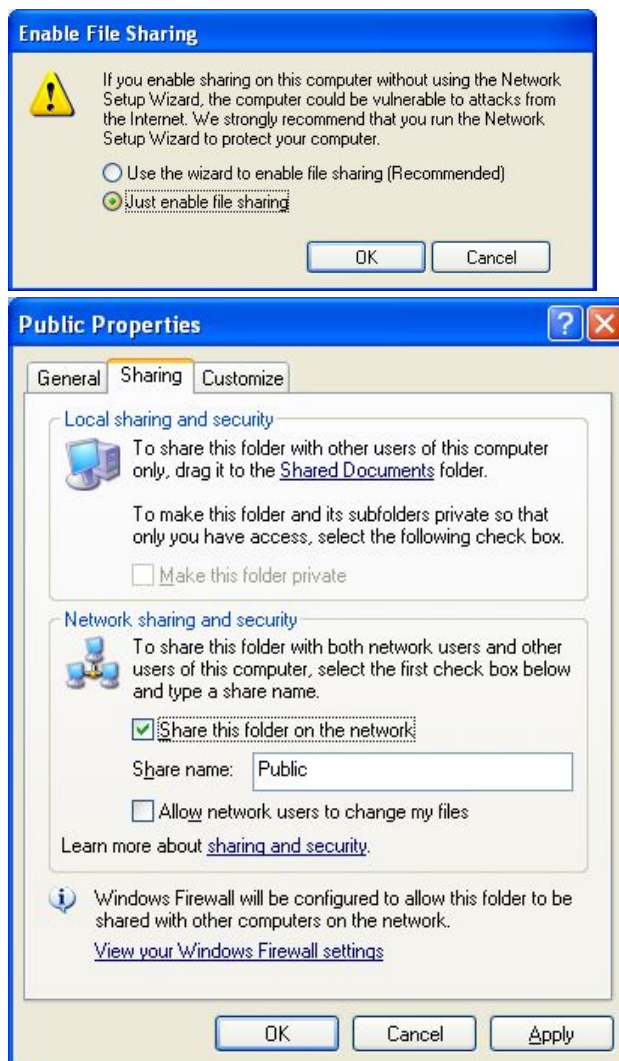 Enable File Sharing
If you enable sharing on this computer without using the Network
Setup Wizard, the computer could be vulnerable to attacks from
the Internet. We strongly recommend that you run the Network
Setup Wizard to protect your computer.
Use the wizard to enable file sharing (Recommended)
Just enable file sharing
OK Cancel
Public Properties
General Sharing Customize
Local sharing and security
To share this folder with other users of this computer
only, drag it to the Shared Documents folder.
To make this folder and its subfolders private so that
only you have access, select the following check box.
Make this folder private
Network sharing and security
To share this folder with both network users and other
users of this computer, select the first check box below
and type a share name.
Share this folder on the network
Share name: Public
Allow network users to change my files
Learn more about sharing and security.
Windows Firewall will be configured to allow this folder to be
shared with other computers on the network.
View your Windows Firewall settings
OK Cancel Apply